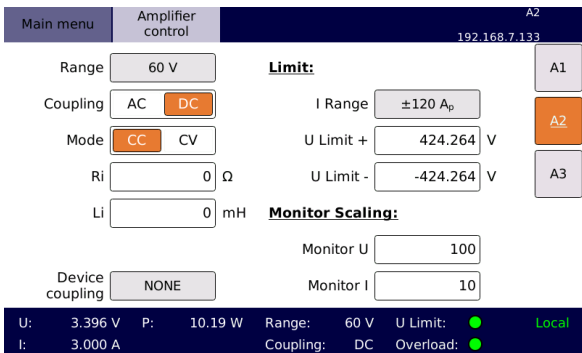 Main menu Amplifier control A2
192.168.7.133
Range 60 V Limit: A1
Coupling AC DC I Range ±120 Aₚ A2
Mode CC CV U Limit + 424.264 V
Ri 0 Ω U Limit - -424.264 V A3
Li 0 mH Monitor Scaling:
Monitor U 100
Device coupling NONE Monitor I 10
U: 3.396 V P: 10.19 W Range: 60 V U Limit: Local
I: 3.000 A Coupling: DC Overload: